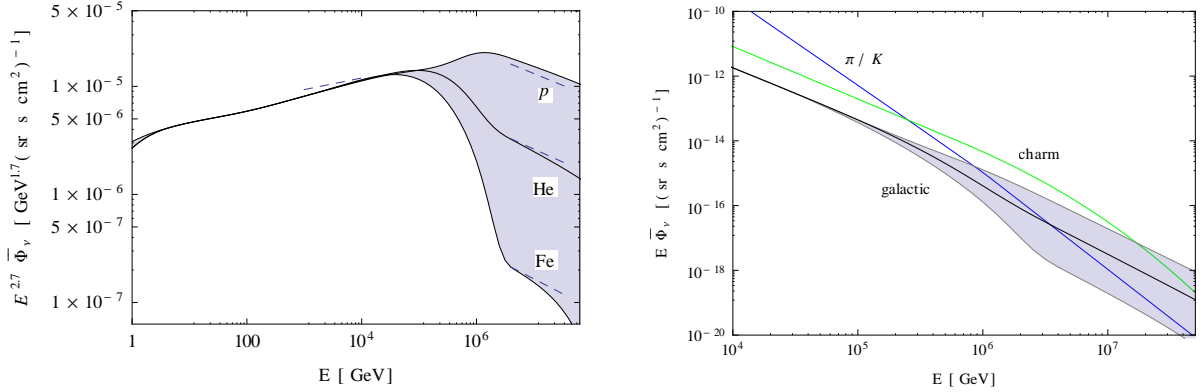 E^{2.7} \overline{Φ}_ν [ GeV^{1.7} ( sr s cm^2 )^{-1} ]
5 × 10^{-5}
1 × 10^{-5}
5 × 10^{-6}
1 × 10^{-6}
5 × 10^{-7}
1 × 10^{-7}
p
He
Fe
1 100 10^4 10^6
E [ GeV]
E \overline{Φ}_ν [ ( sr s cm^2 )^{-1} ]
10^{-10}
10^{-12}
10^{-14}
10^{-16}
10^{-18}
10^{-20}
π / K
charm
galactic
10^4 10^5 10^6 10^7
E [ GeV]